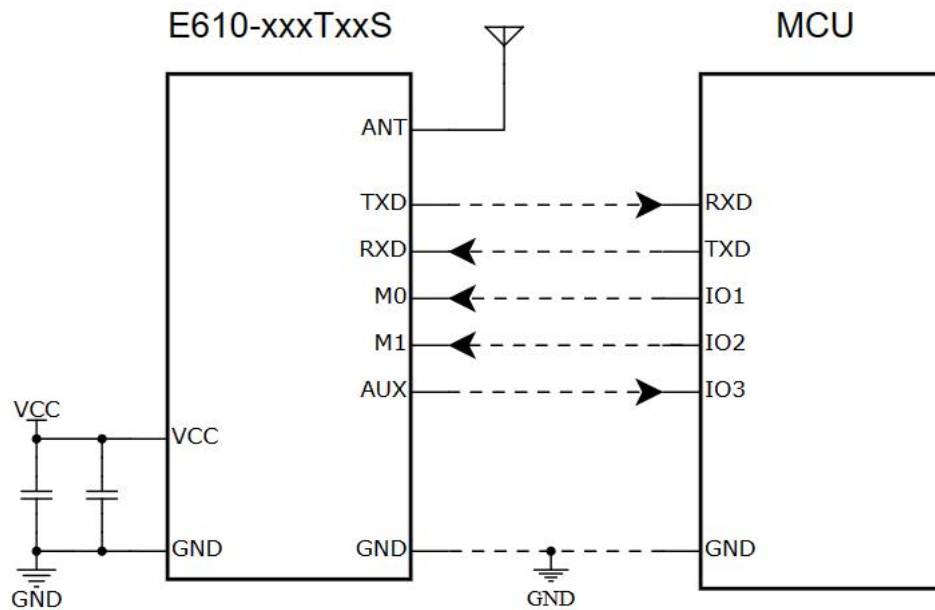 E610-xxxTxxS
MCU
ANT
TXD
RXD
RXD
TXD
M0
IO1
M1
IO2
AUX
IO3
VCC
VCC
GND
GND
GND
GND
GND